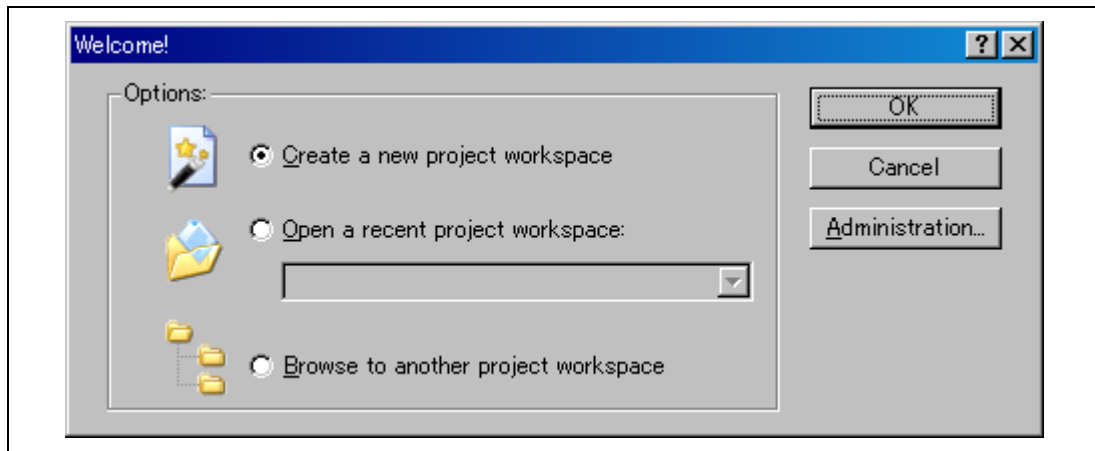 Welcome!
Options:
Create a new project workspace
Open a recent project workspace:
Browse to another project workspace
OK
Cancel
Administration...